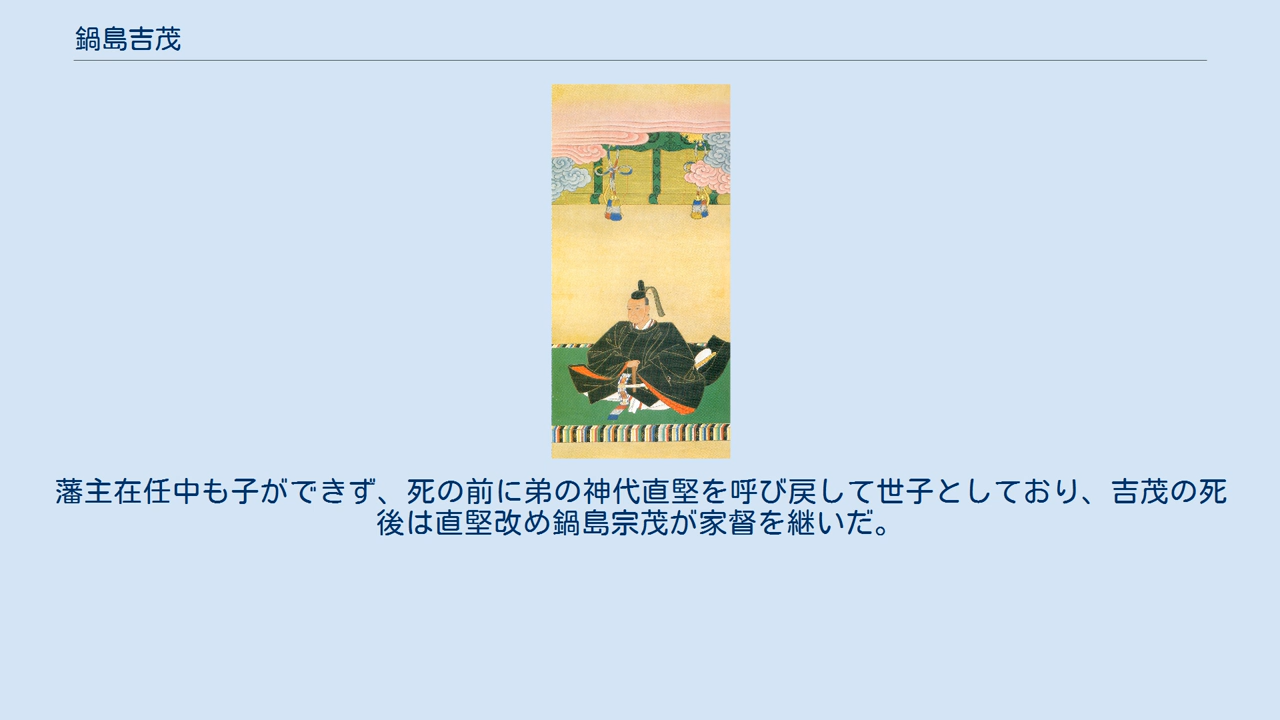 鍋島吉茂
藩主在任中も子ができず、死の前に弟の神代直堅を呼び戻して世子としており、吉茂の死
後は直堅改め鍋島宗茂が家督を継いだ。